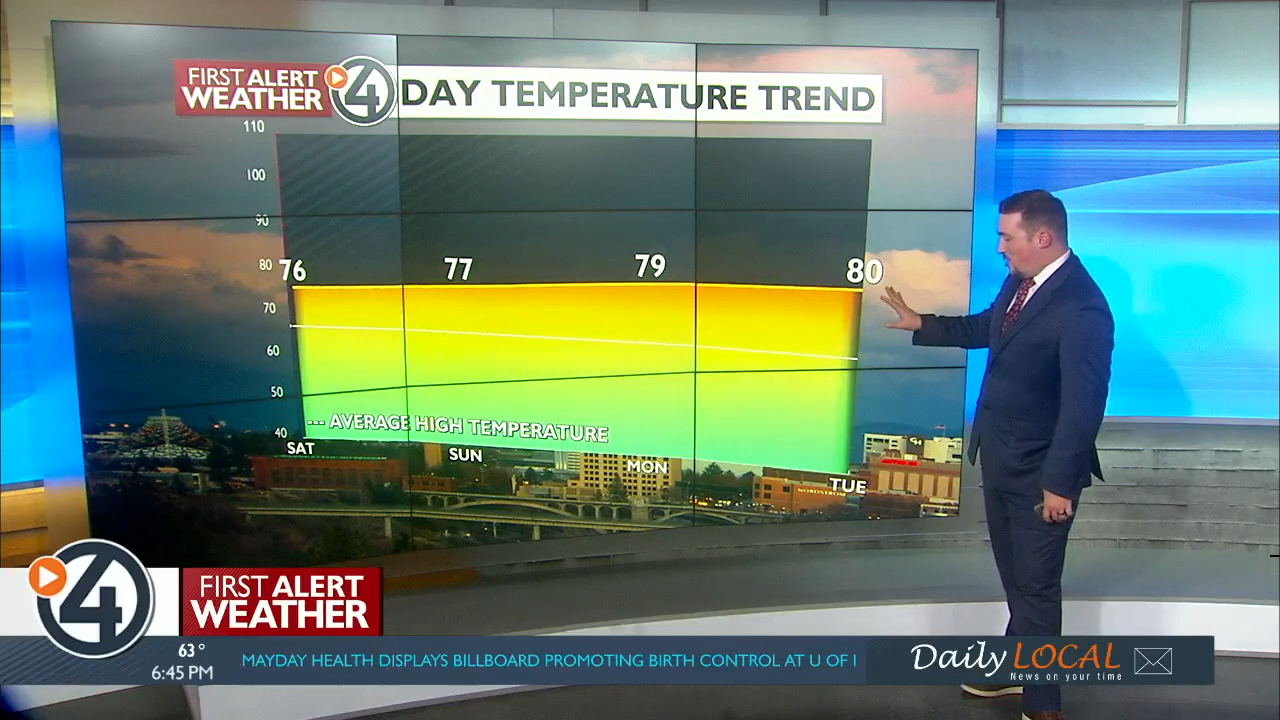 FIRST ALERT
WEATHER
4 DAY TEMPERATURE TREND
110
100
90
80
70
60
50
40
76
77
79
80
--- AVERAGE HIGH TEMPERATURE
SAT
SUN
MON
TUE
NORDSTROM
4
FIRST ALERT
WEATHER
63°
6:45 PM
MAYDAY HEALTH DISPLAYS BILLBOARD PROMOTING BIRTH CONTROL AT U OF I
Daily LOCAL
News on your time